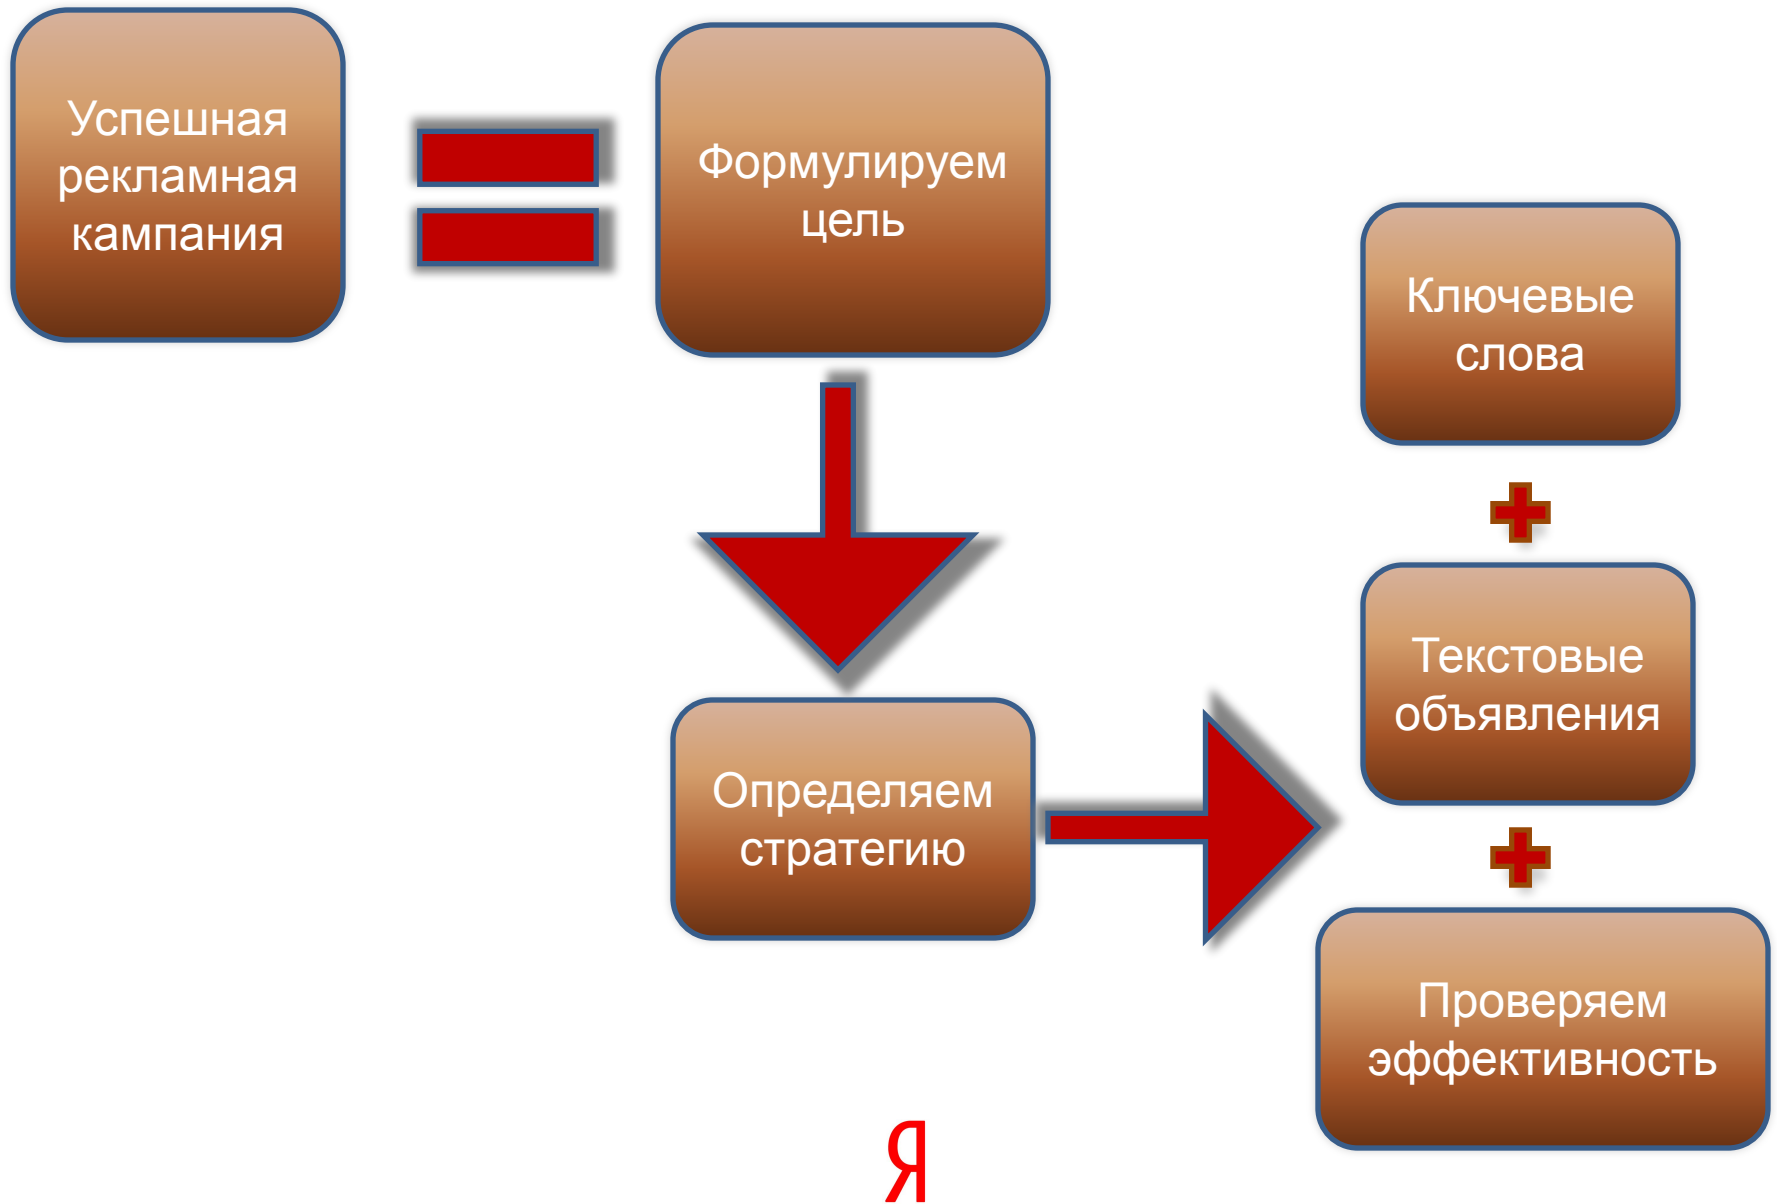 Успешная
рекламная
кампания
Формулируем
цель
Ключевые
слова
Текстовые
объявления
Определяем
стратегию
Проверяем
эффективность
Я